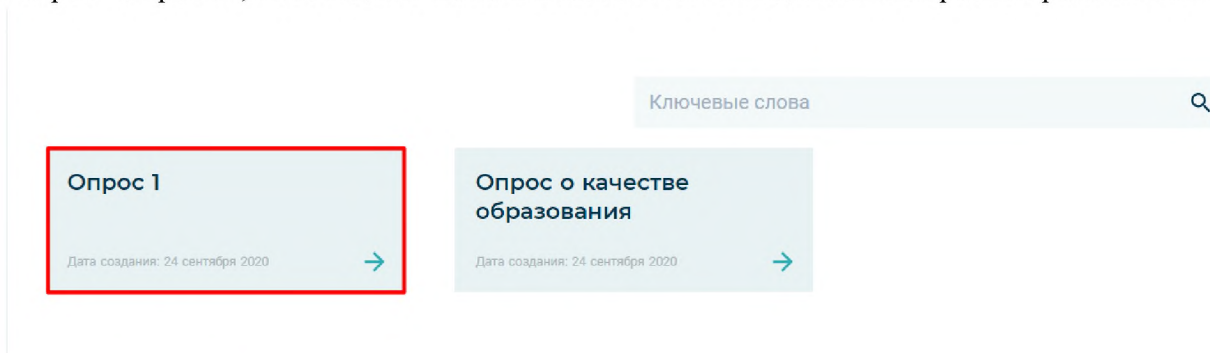 Ключевые слова
Опрос 1
Дата создания: 24 сентября 2020
Опрос о качестве
образования
Дата создания: 24 сентября 2020